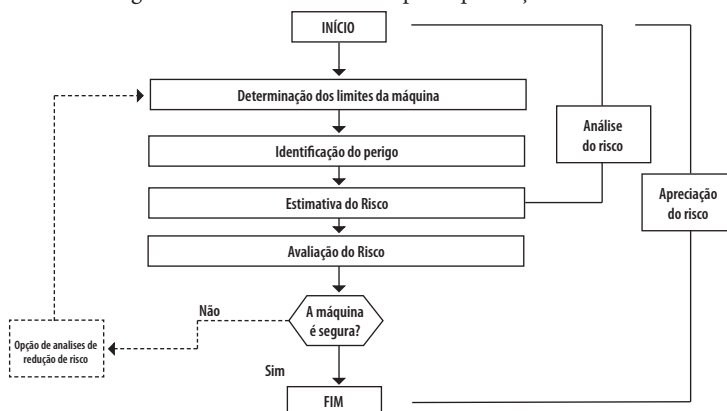 INÍCIO
Determinação dos limites da máquina
Análise
do risco
Identificação do perigo
Apreciação
do risco
Estimativa do Risco
Avaliação do Risco
Não
A máquina
é segura?
Opção de analises de
redução de risco
Sim
FIM